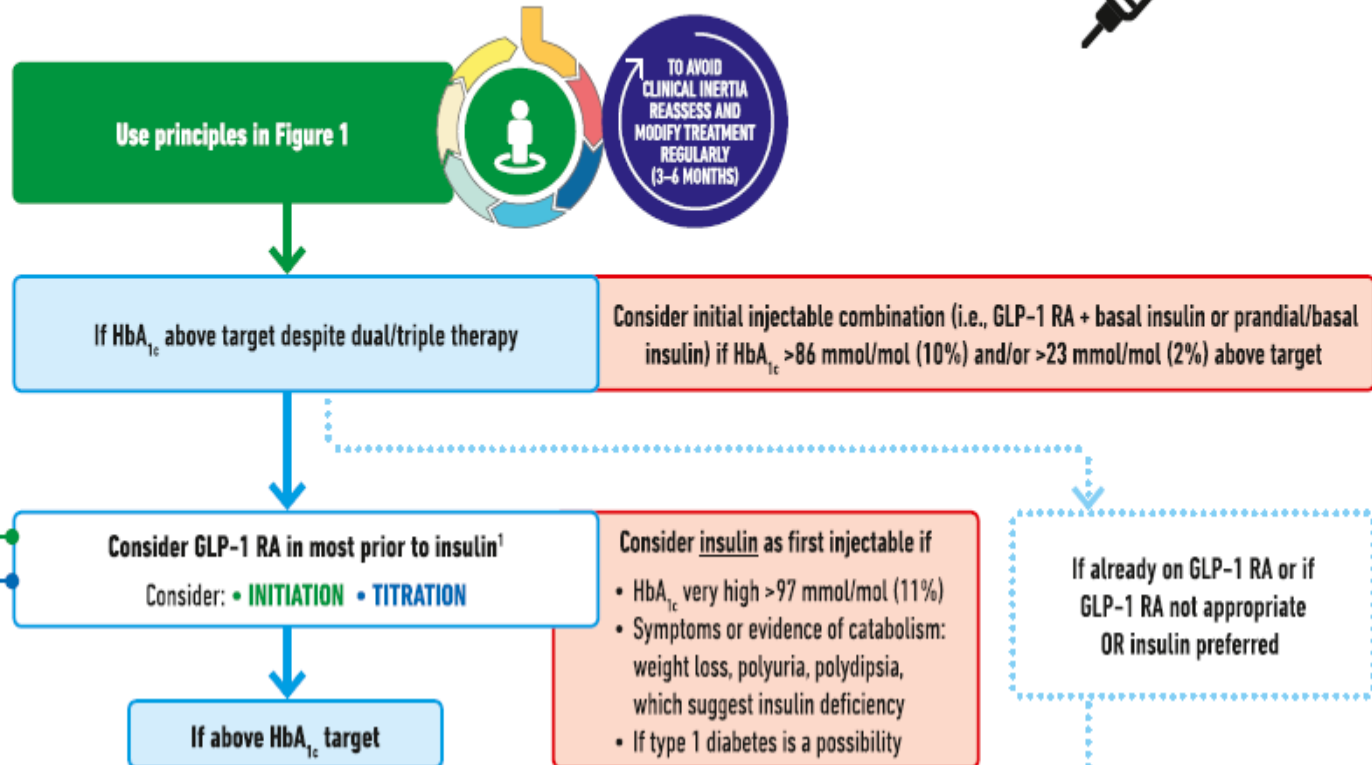 Use principles in Figure 1
TO AVOID
CLINICAL INERTIA
REASSESS AND
MODIFY TREATMENT
REGULARLY
(3–6 MONTHS)
If HbA1c above target despite dual/triple therapy
Consider initial injectable combination (i.e., GLP-1 RA + basal insulin or prandial/basal
insulin) if HbA1c >86 mmol/mol (10%) and/or >23 mmol/mol (2%) above target
Consider GLP-1 RA in most prior to insulin¹
Consider: • INITIATION • TITRATION
If above HbA1c target
Consider insulin as first injectable if
• HbA1c very high >97 mmol/mol (11%)
• Symptoms or evidence of catabolism:
weight loss, polyuria, polydipsia,
which suggest insulin deficiency
• If type 1 diabetes is a possibility
If already on GLP-1 RA or if
GLP-1 RA not appropriate
OR insulin preferred